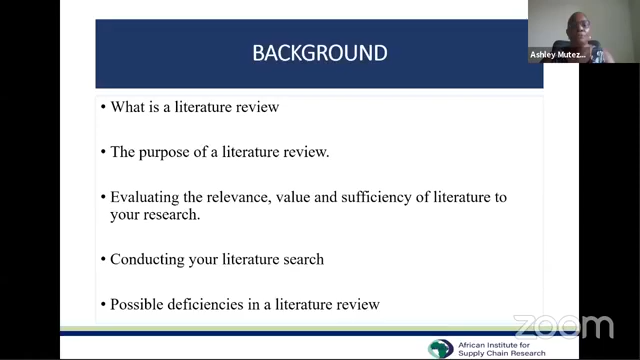 BACKGROUND
Ashley Mutez...
• What is a literature review
• The purpose of a literature review.
• Evaluating the relevance, value and sufficiency of literature to
your research.
• Conducting your literature search
• Possible deficiencies in a literature review
zoom
African Institute for
Supply Chain Research